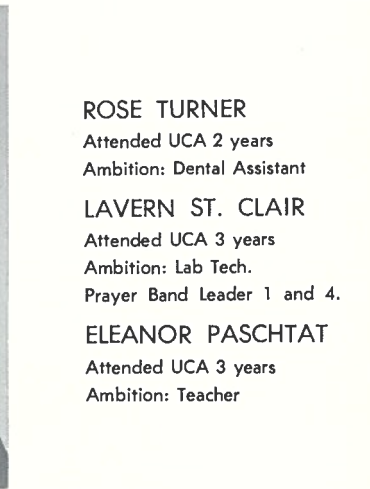 ROSE TURNER
Attended UCA 2 years
Ambition: Dental Assistant
LAVERN ST. CLAIR
Attended UCA 3 years
Ambition: Lab Tech.
Prayer Band Leader 1 and 4.
ELEANOR PASCHTAT
Attended UCA 3 years
Ambition: Teacher